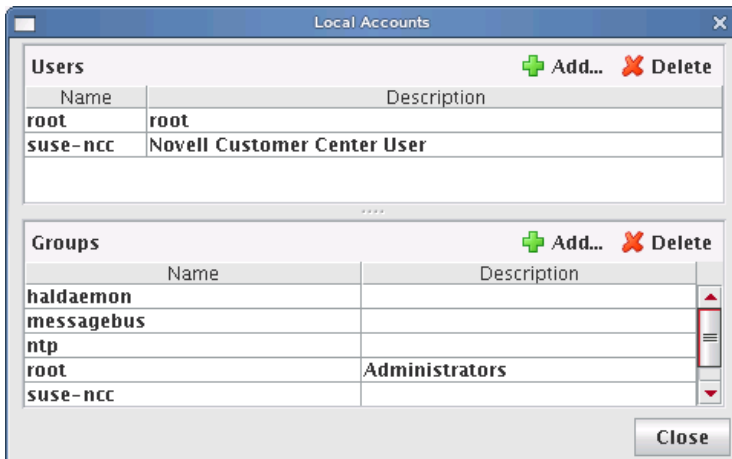 Local Accounts
Users Add... Delete
Name Description
root root
suse-ncc Novell Customer Center User
Groups Add... Delete
Name Description
haldaemon
messagebus
ntp
root Administrators
suse-ncc
Close